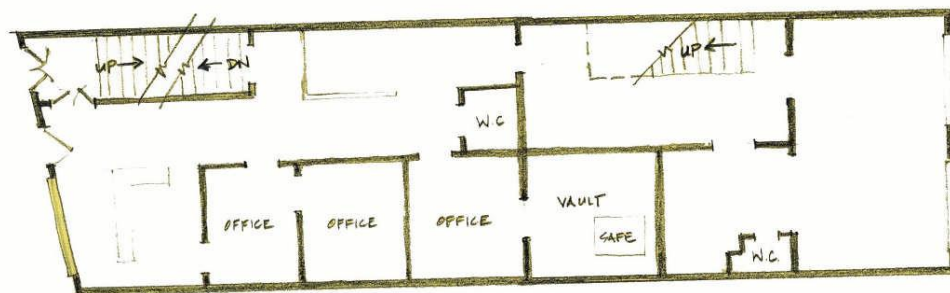 UP → ← DN
UP ←
W.C
OFFICE
OFFICE
OFFICE
VAULT
SAFE
W.C.